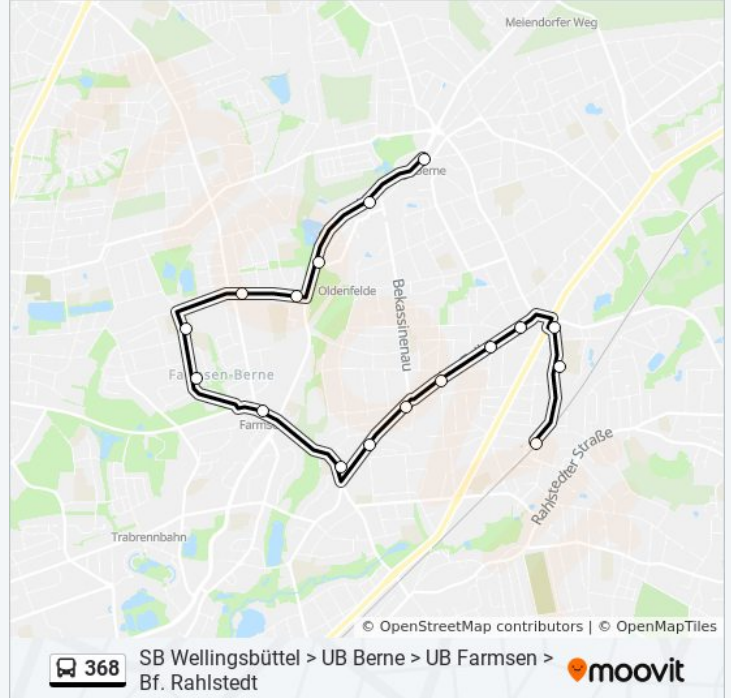 Meiendorfer Weg
Berne
Oldenfelde
Bekassinenau
Farmsen-Berne
Rahlstedter Straße
Trabrennbahn
© OpenStreetMap contributors | © OpenMapTiles
368
SB Wellingsbüttel > UB Berne > UB Farmsen >
Bf. Rahlstedt
moovit